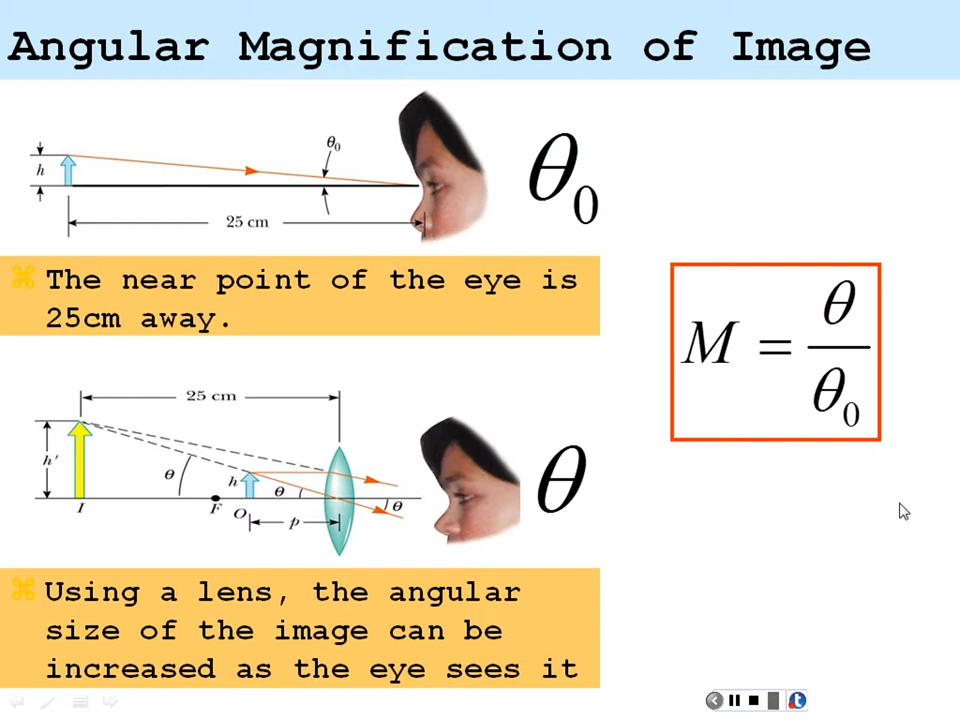 Angular Magnification of Image
h
θ₀
25 cm
θ₀
The near point of the eye is
25cm away.
M = θ / θ₀
25 cm
h'
θ
h
θ
θ
I
F
O
p
θ
Using a lens, the angular
size of the image can be
increased as the eye sees it